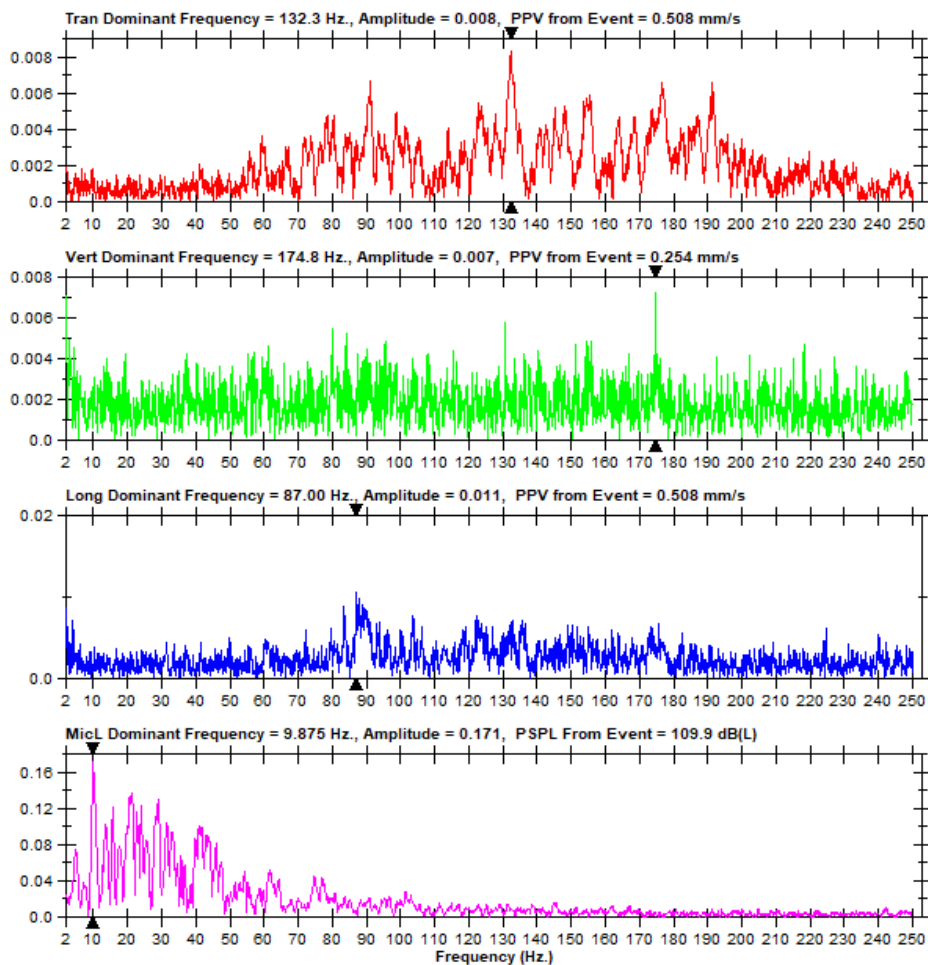 Tran Dominant Frequency = 132.3 Hz., Amplitude = 0.008, PPV from Event = 0.508 mm/s
0.008
0.006
0.004
0.002
0.0
2 10 20 30 40 50 60 70 80 90 100 110 120 130 140 150 160 170 180 190 200 210 220 230 240 250
Vert Dominant Frequency = 174.8 Hz., Amplitude = 0.007, PPV from Event = 0.254 mm/s
0.008
0.006
0.004
0.002
0.0
2 10 20 30 40 50 60 70 80 90 100 110 120 130 140 150 160 170 180 190 200 210 220 230 240 250
Long Dominant Frequency = 87.00 Hz., Amplitude = 0.011, PPV from Event = 0.508 mm/s
0.02
0.0
2 10 20 30 40 50 60 70 80 90 100 110 120 130 140 150 160 170 180 190 200 210 220 230 240 250
MicL Dominant Frequency = 9.875 Hz., Amplitude = 0.171, PSPL From Event = 109.9 dB(L)
0.16
0.12
0.08
0.04
0.0
2 10 20 30 40 50 60 70 80 90 100 110 120 130 140 150 160 170 180 190 200 210 220 230 240 250
Frequency (Hz.)